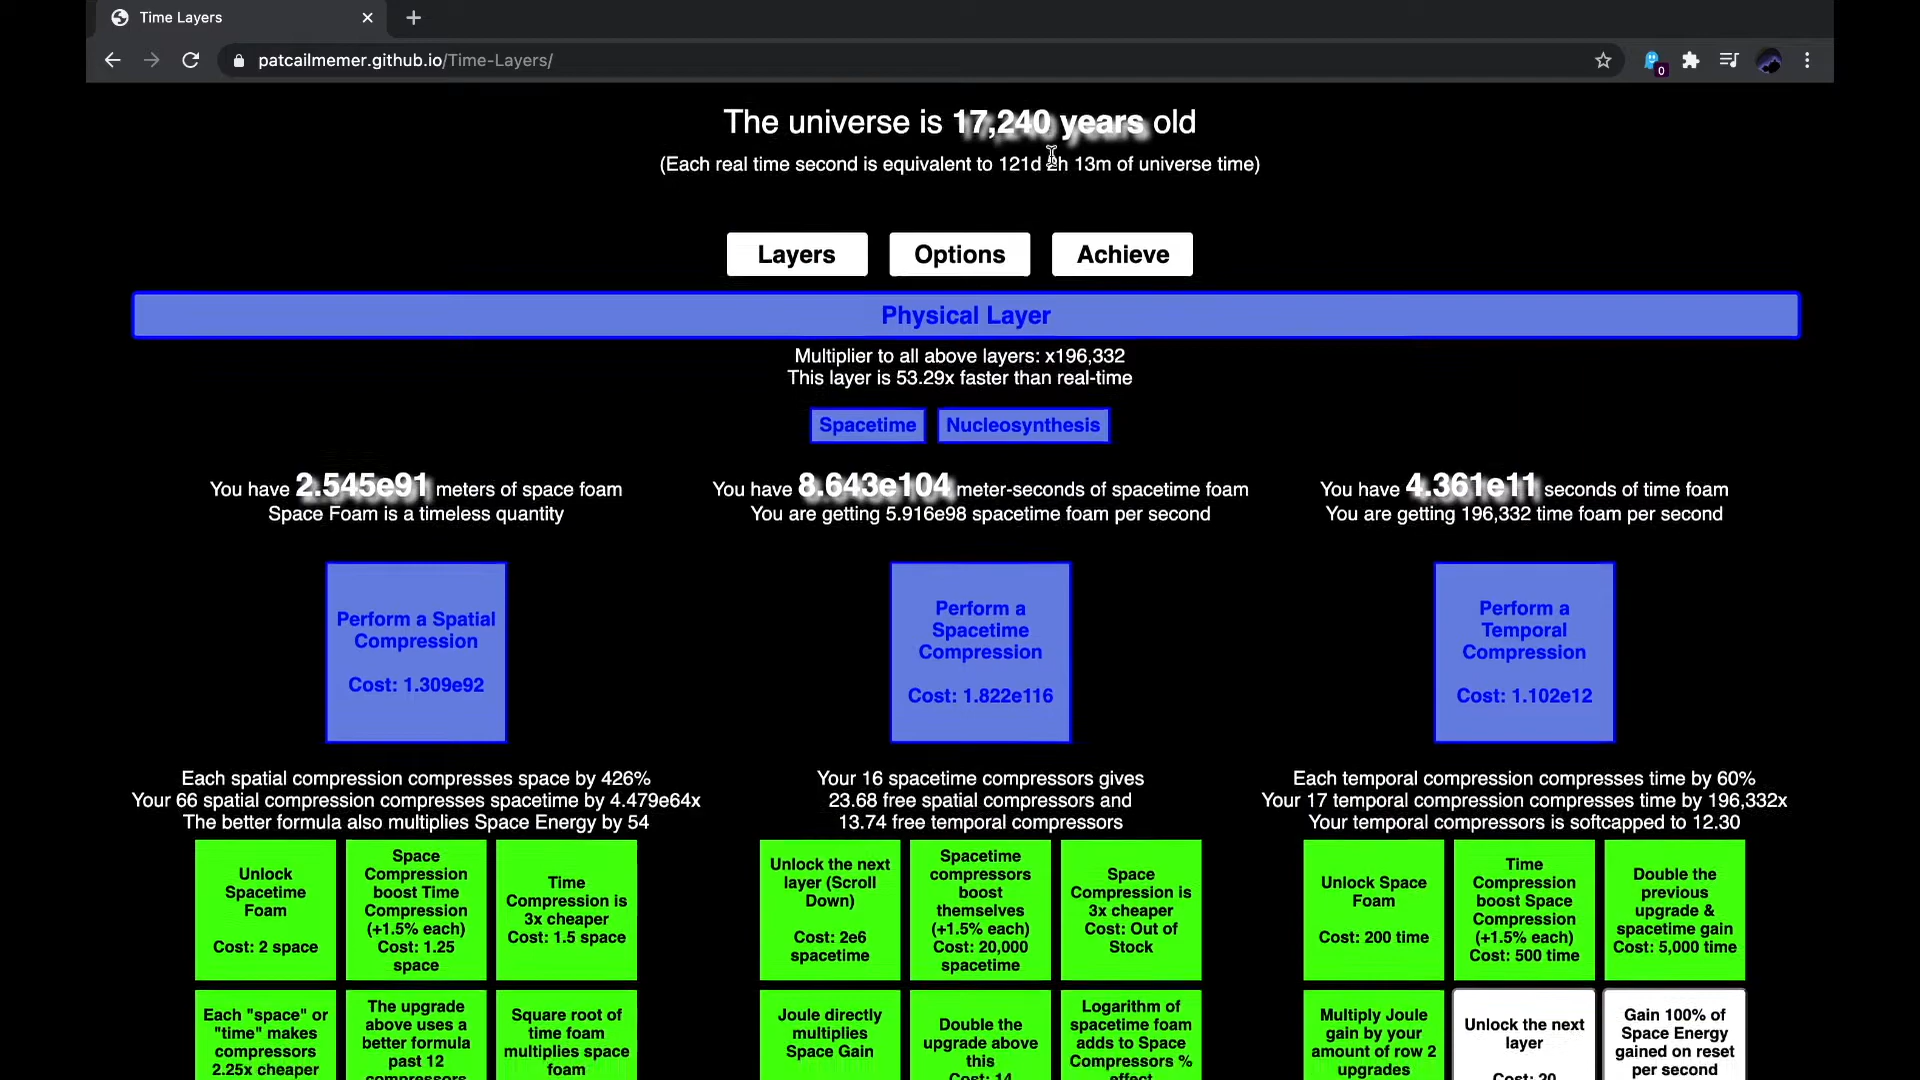 Time Layers
patcailmemer.github.io/Time-Layers/
0
The universe is 17,240 years old
(Each real time second is equivalent to 121d 2h 13m of universe time)
Layers
Options
Achieve
Physical Layer
Multiplier to all above layers: x196,332
This layer is 53.29x faster than real-time
Spacetime
Nucleosynthesis
You have 2.545e91 meters of space foam
Space Foam is a timeless quantity
You have 8.643e104 meter-seconds of spacetime foam
You are getting 5.916e98 spacetime foam per second
You have 4.361e11 seconds of time foam
You are getting 196,332 time foam per second
Perform a Spatial
Compression
Cost: 1.309e92
Perform a
Spacetime
Compression
Cost: 1.822e116
Perform a
Temporal
Compression
Cost: 1.102e12
Each spatial compression compresses space by 426%
Your 66 spatial compression compresses spacetime by 4.479e64x
The better formula also multiplies Space Energy by 54
Your 16 spacetime compressors gives
23.68 free spatial compressors and
13.74 free temporal compressors
Each temporal compression compresses time by 60%
Your 17 temporal compression compresses time by 196,332x
Your temporal compressors is softcapped to 12.30
Unlock
Spacetime
Foam
Cost: 2 space
Space
Compression
boost Time
Compression
(+1.5% each)
Cost: 1.25
space
Time
Compression is
3x cheaper
Cost: 1.5 space
Unlock the next
layer (Scroll
Down)
Cost: 2e6
spacetime
Spacetime
compressors
boost
themselves
(+1.5% each)
Cost: 20,000
spacetime
Space
Compression is
3x cheaper
Cost: Out of
Stock
Unlock Space
Foam
Cost: 200 time
Time
Compression
boost Space
Compression
(+1.5% each)
Cost: 500 time
Double the
previous
upgrade &
spacetime gain
Cost: 5,000 time
Each "space" or
"time" makes
compressors
2.25x cheaper
The upgrade
above uses a
better formula
past 12
compressors
Square root of
time foam
multiplies space
foam
Joule directly
multiplies
Space Gain
Double the
upgrade above
this
Cost: 14
Logarithm of
spacetime foam
adds to Space
Compressors %
effect
Multiply Joule
gain by your
amount of row 2
upgrades
Unlock the next
layer
Cost: 20
Gain 100% of
Space Energy
gained on reset
per second